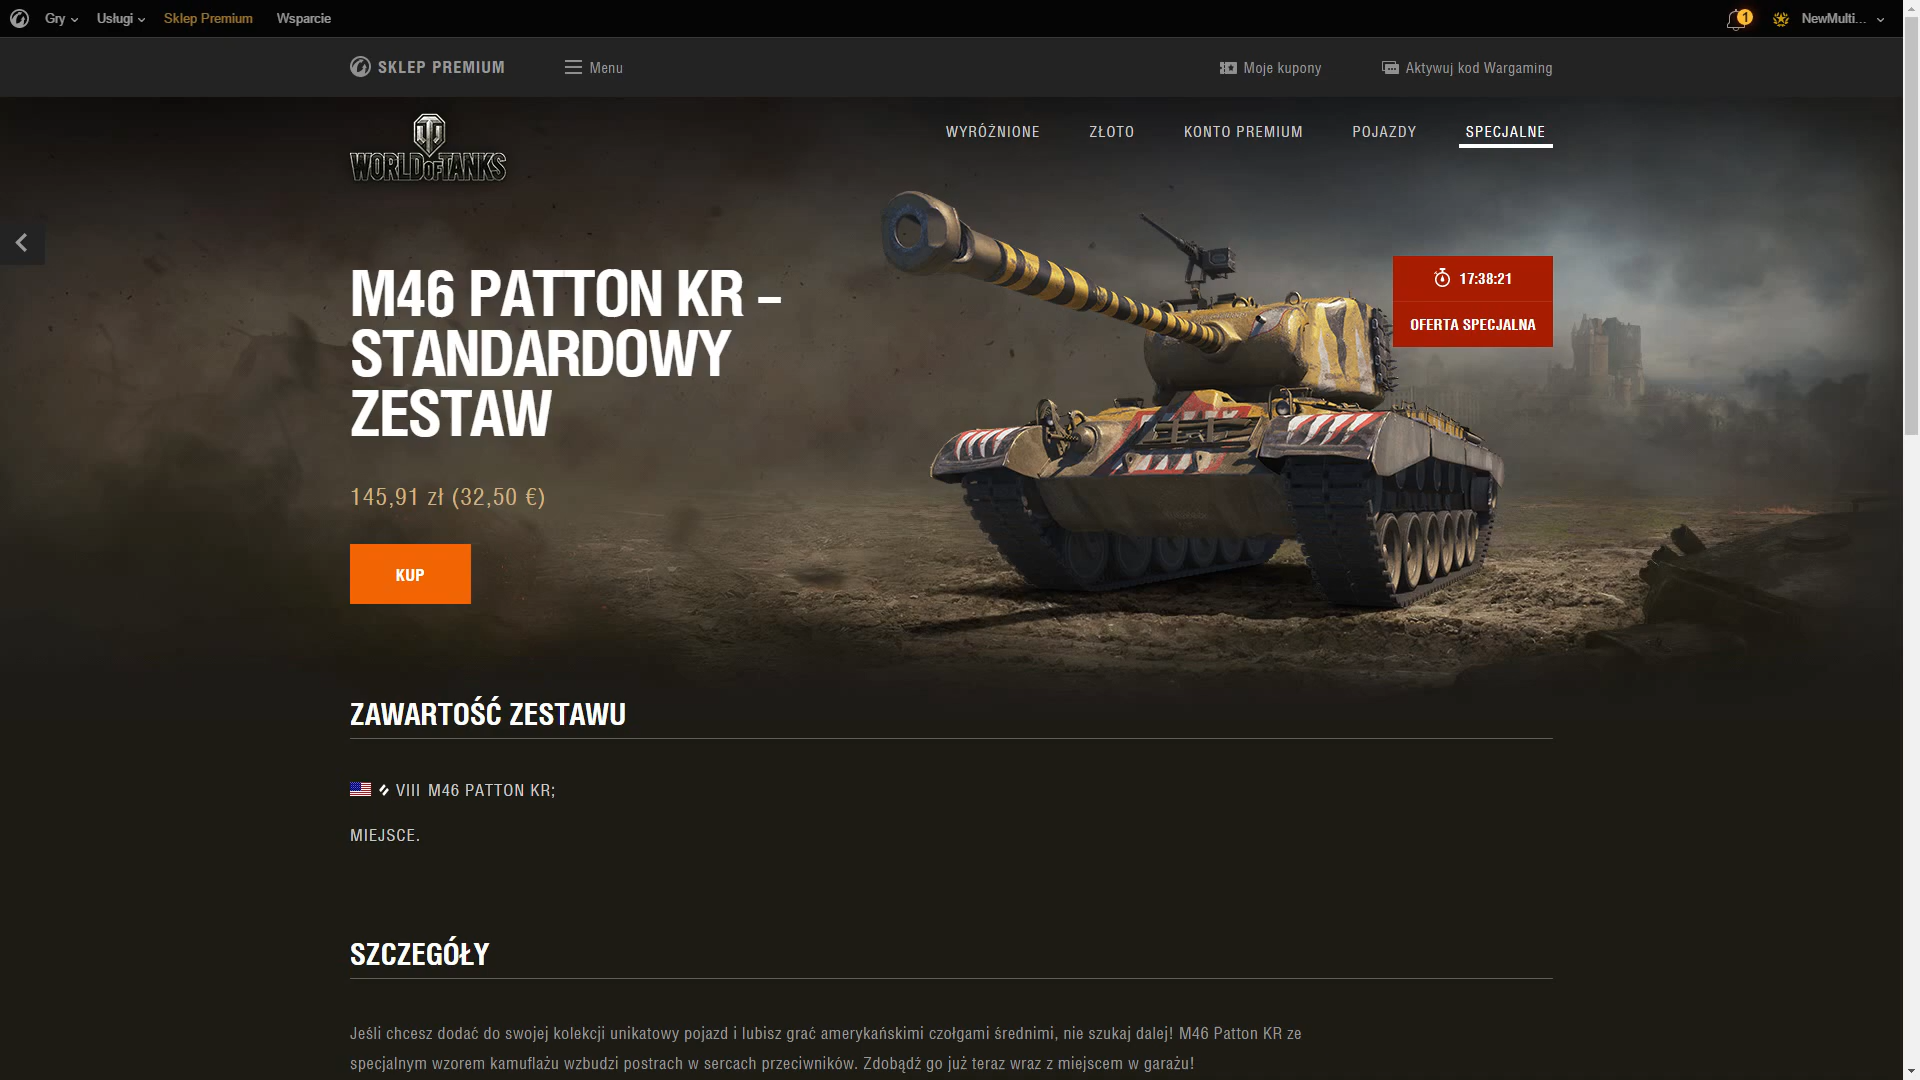 Gry
Usługi
Sklep Premium
Wsparcie
1
NewMulti...
SKLEP PREMIUM
Menu
Moje kupony
Aktywuj kod Wargaming
WORLD OF TANKS
WYRÓŻNIONE
ZŁOTO
KONTO PREMIUM
POJAZDY
SPECJALNE
M46 PATTON KR –
STANDARDOWY
ZESTAW
17:38:21
OFERTA SPECJALNA
145,91 zł (32,50 €)
KUP
ZAWARTOŚĆ ZESTAWU
VIII M46 PATTON KR;
MIEJSCE.
SZCZEGÓŁY
Jeśli chcesz dodać do swojej kolekcji unikatowy pojazd i lubisz grać amerykańskimi czołgami średnimi, nie szukaj dalej! M46 Patton KR ze
specjalnym wzorem kamuflażu wzbudzi postrach w sercach przeciwników. Zdobądź go już teraz wraz z miejscem w garażu!